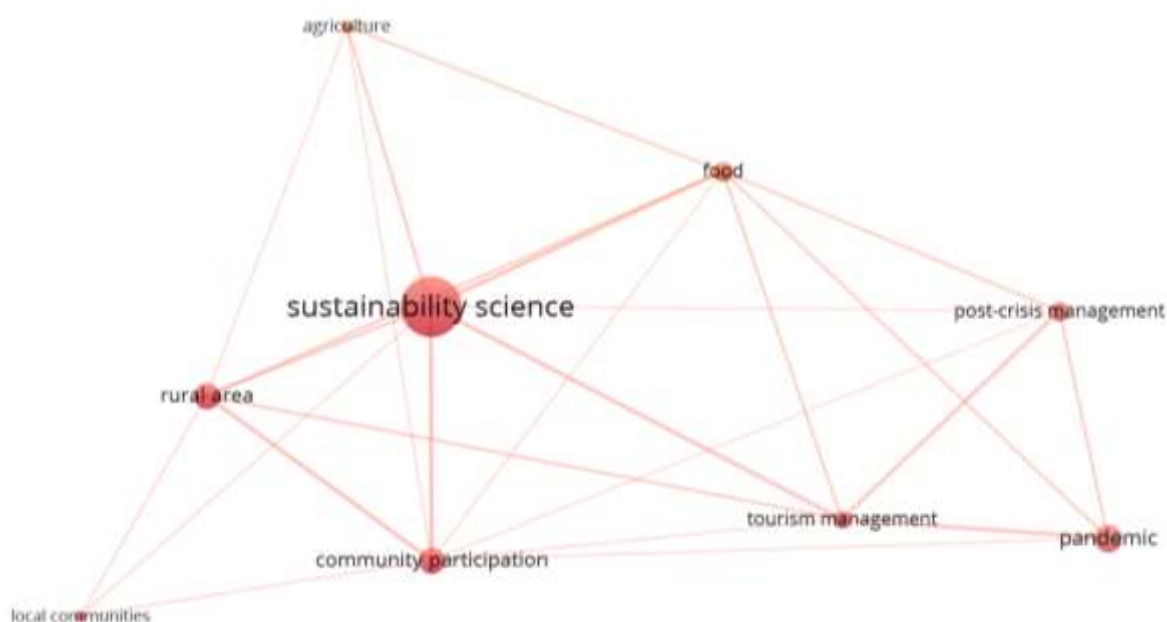 agriculture
food
sustainability science
post-crisis management
rural area
tourism management
pandemic
community participation
local communities